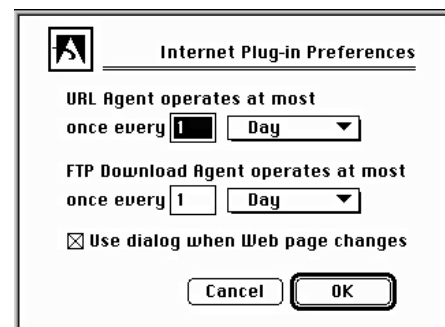 Internet Plug-in Preferences
URL Agent operates at most
once every 1 Day
FTP Download Agent operates at most
once every 1 Day
Use dialog when Web page changes
Cancel OK